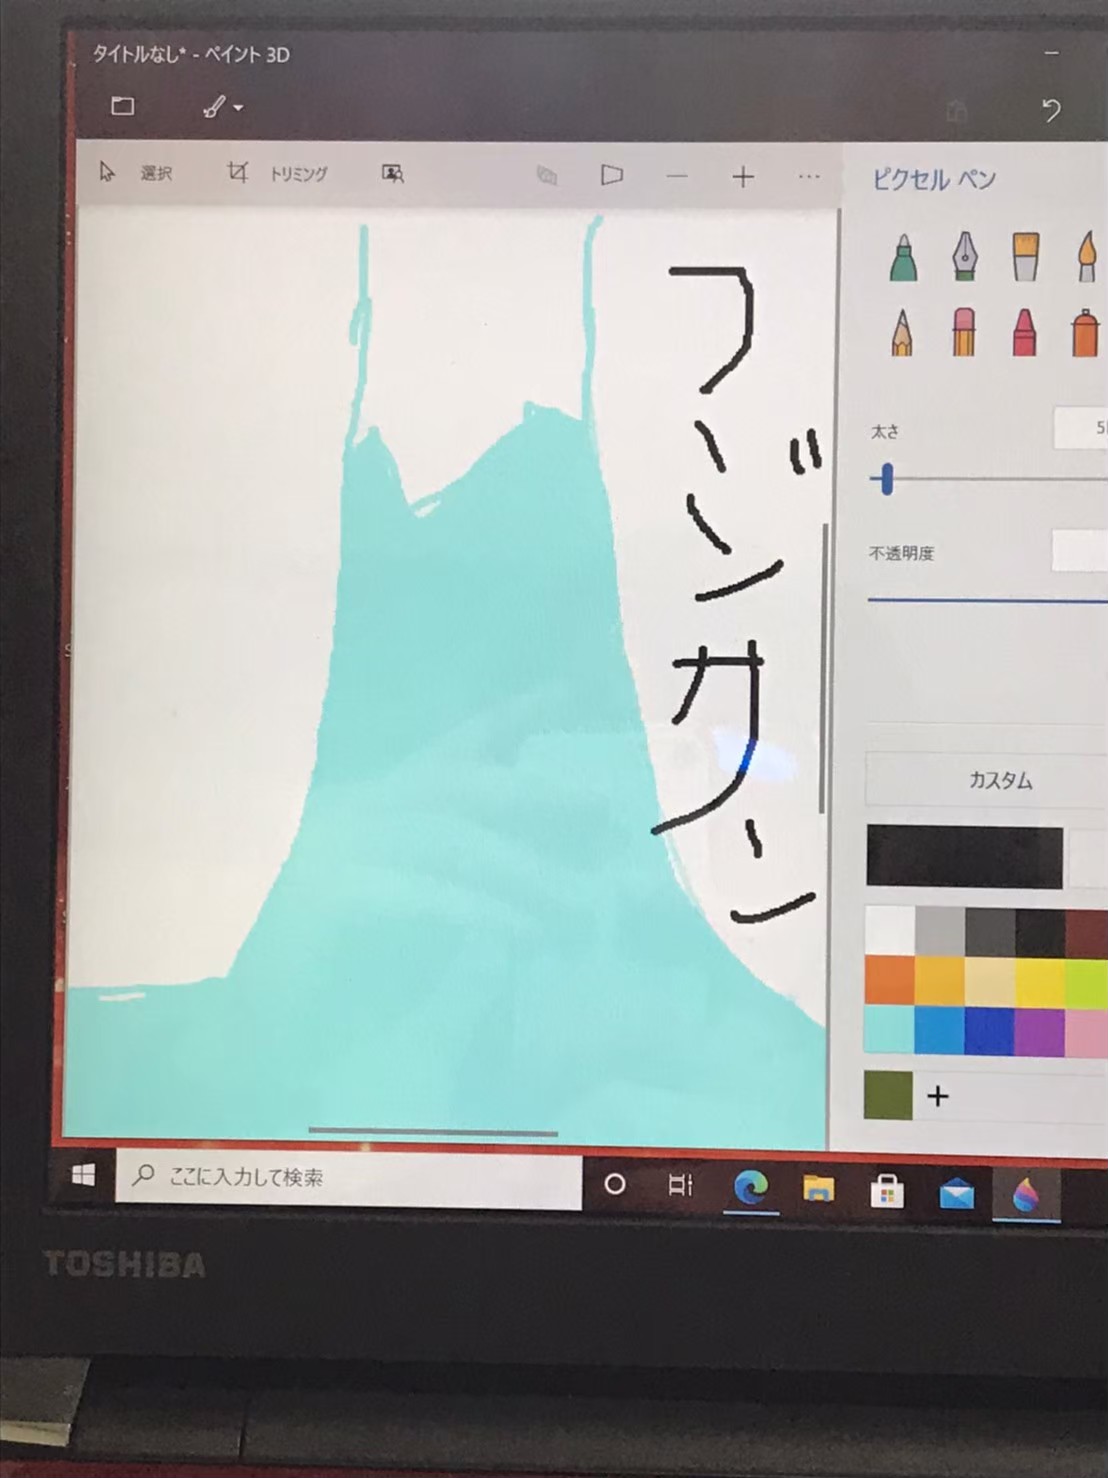 タイトルなし* - ペイント 3D
選択
トリミング
ピクセル ペン
フジサン
太さ
不透明度
カスタム
ここに入力して検索
TOSHIBA